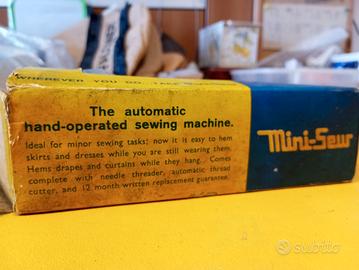 WHEREVER YOU GO, TAKE
The automatic
hand-operated sewing machine.
Ideal for minor sewing tasks; now it is easy to hem
skirts and dresses while you are still wearing them.
Hems drapes and curtains while they hang. Comes
complete with needle threader, automatic thread
cutter, and 12 month written replacement guarantee.
Mini-Sew
subito